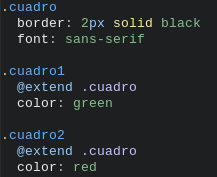 .cuadro
  border: 2px solid black
  font: sans-serif

.cuadro1
  @extend .cuadro
  color: green

.cuadro2
  @extend .cuadro
  color: red